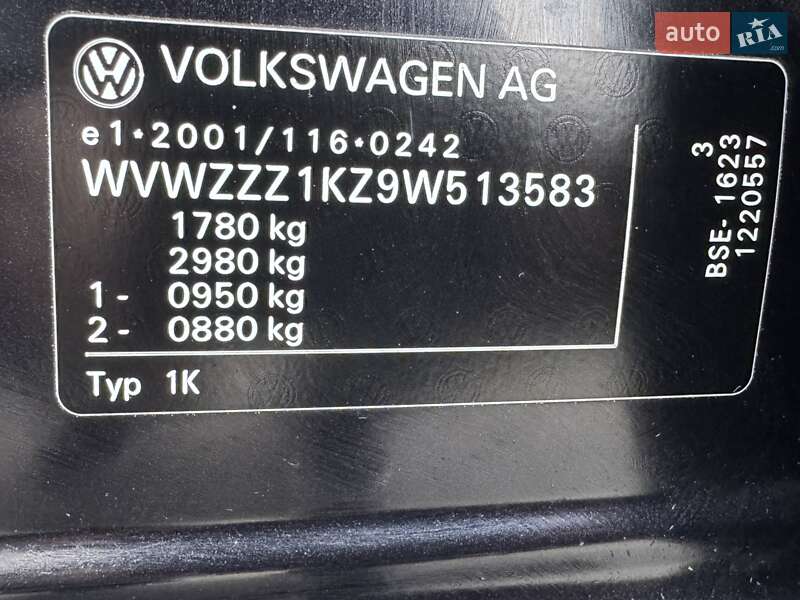 auto RIA
.com
VOLKSWAGEN AG
e1*2001/116*0242
WVWZZZ1KZ9W513583
1780 kg
2980 kg
1 - 0950 kg
2 - 0880 kg
Typ 1K
3
BSE- 1623
1220557